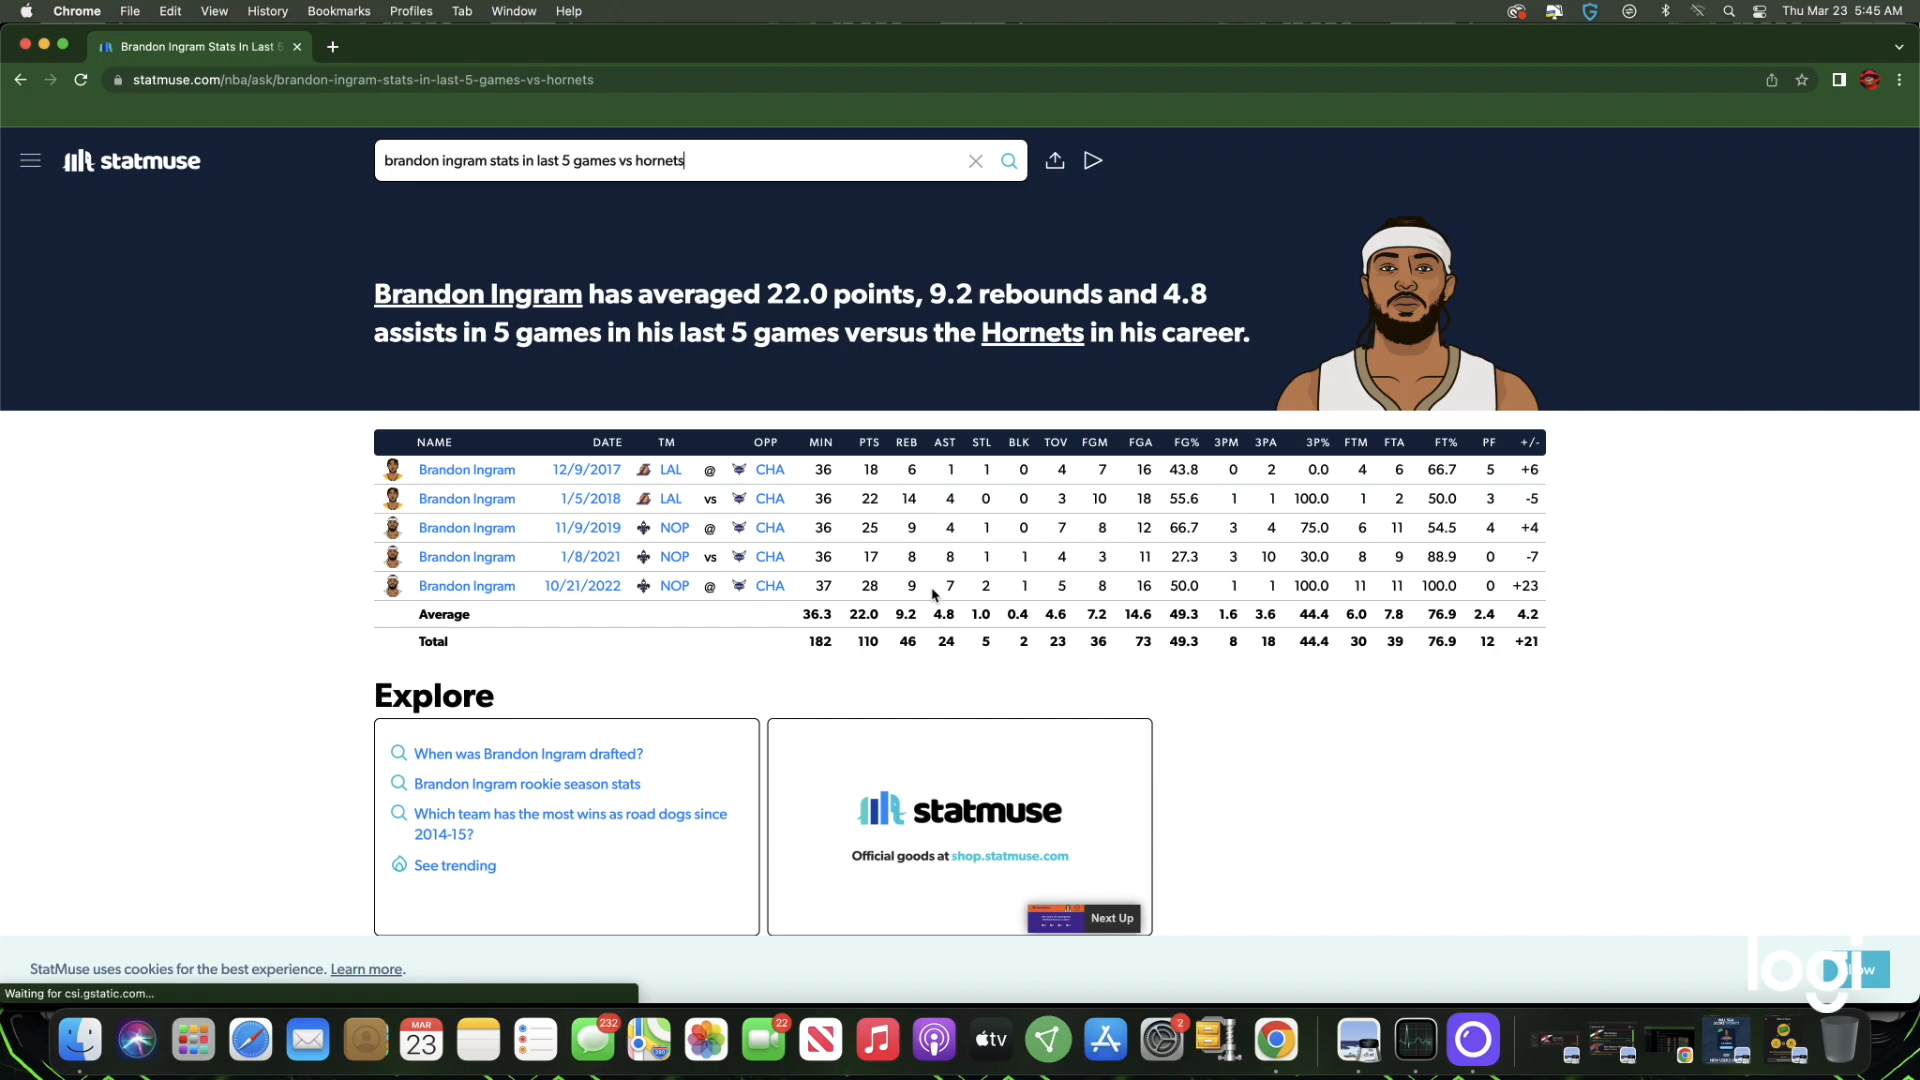 Chrome File Edit View History Bookmarks Profiles Tab Window Help Thu Mar 23 5:45 AM
Brandon Ingram Stats In Last 5
statmuse.com/nba/ask/brandon-ingram-stats-in-last-5-games-vs-hornets
statmuse brandon ingram stats in last 5 games vs hornets
Brandon Ingram has averaged 22.0 points, 9.2 rebounds and 4.8
assists in 5 games in his last 5 games versus the Hornets in his career.
NAME DATE TM OPP MIN PTS REB AST STL BLK TOV FGM FGA FG% 3PM 3PA 3P% FTM FTA FT% PF +/-
Brandon Ingram 12/9/2017 LAL @ CHA 36 18 6 1 1 0 4 7 16 43.8 0 2 0.0 4 6 66.7 5 +6
Brandon Ingram 1/5/2018 LAL vs CHA 36 22 14 4 0 0 3 10 18 55.6 1 1 100.0 1 2 50.0 3 -5
Brandon Ingram 11/9/2019 NOP @ CHA 36 25 9 4 1 0 7 8 12 66.7 3 4 75.0 6 11 54.5 4 +4
Brandon Ingram 1/8/2021 NOP vs CHA 36 17 8 8 1 1 4 3 11 27.3 3 10 30.0 8 9 88.9 0 -7
Brandon Ingram 10/21/2022 NOP @ CHA 37 28 9 7 2 1 5 8 16 50.0 1 1 100.0 11 11 100.0 0 +23
Average 36.3 22.0 9.2 4.8 1.0 0.4 4.6 7.2 14.6 49.3 1.6 3.6 44.4 6.0 7.8 76.9 2.4 4.2
Total 182 110 46 24 5 2 23 36 73 49.3 8 18 44.4 30 39 76.9 12 +21
Explore
When was Brandon Ingram drafted?
Brandon Ingram rookie season stats
Which team has the most wins as road dogs since
2014-15?
See trending
statmuse
Official goods at shop.statmuse.com
Next Up
StatMuse uses cookies for the best experience. Learn more.
logi
Waiting for csi.gstatic.com...
MAR 232 22 tv 2
23